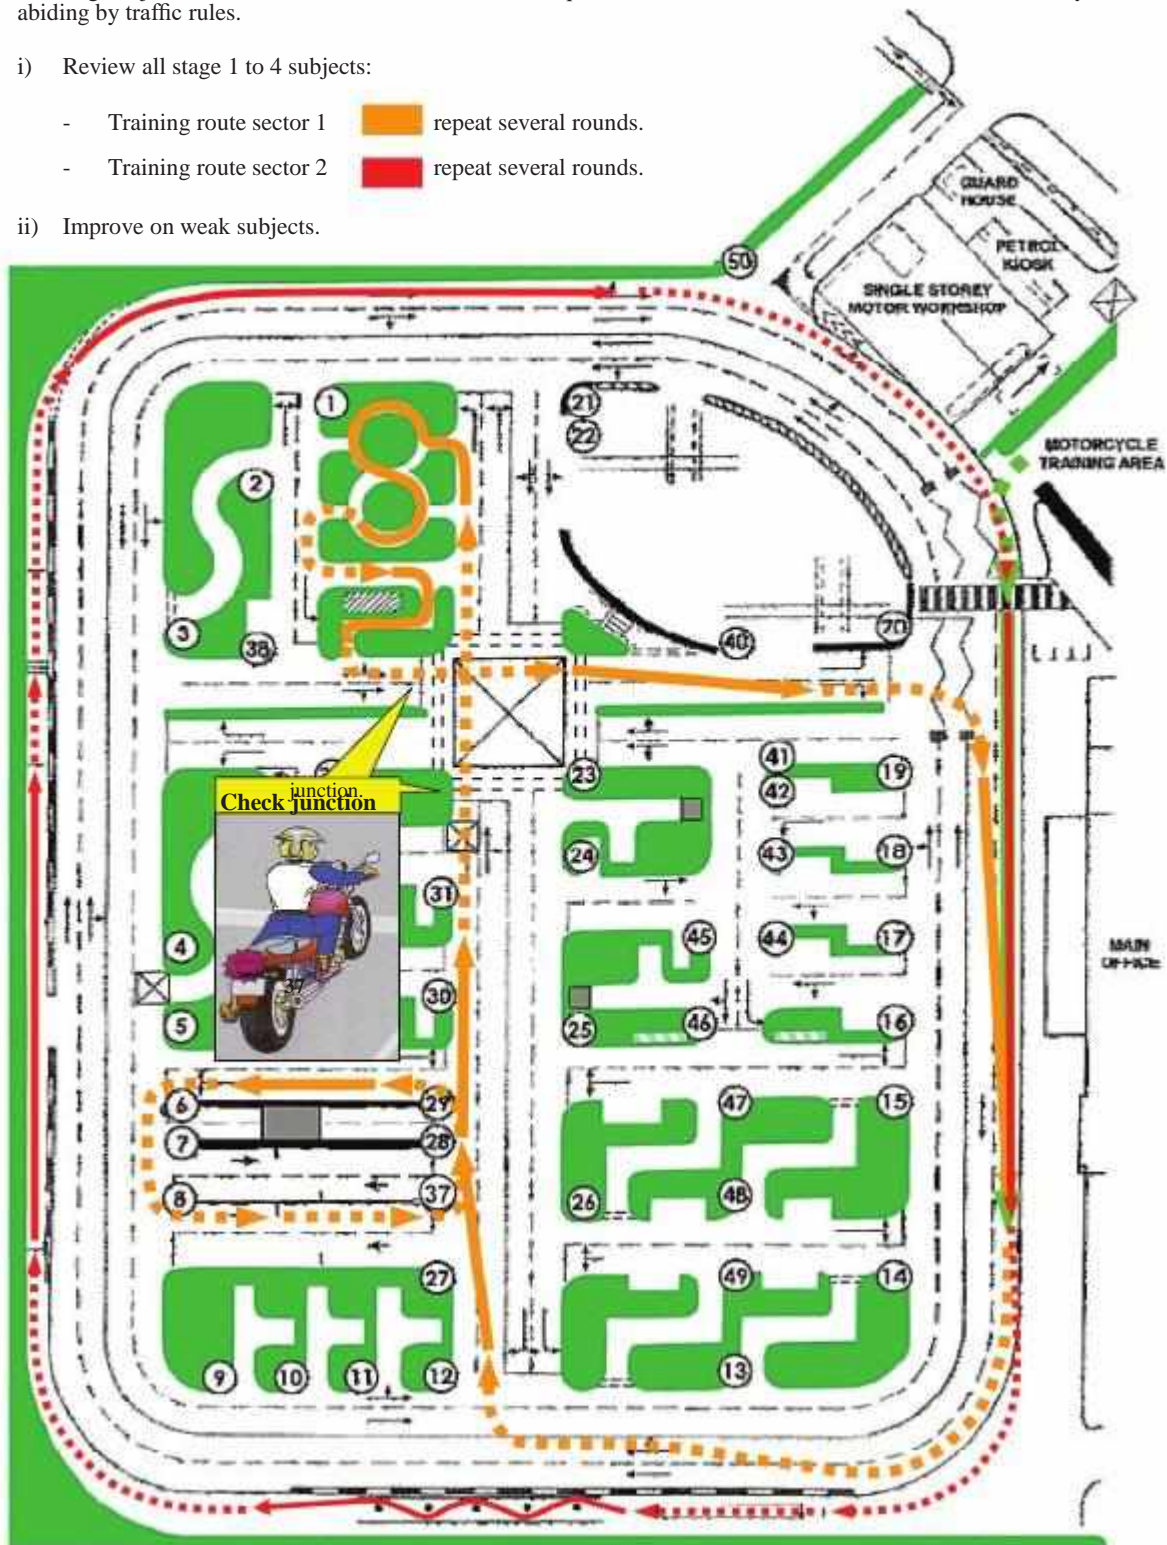 abiding by traffic rules.
i) Review all stage 1 to 4 subjects:
- Training route sector 1 repeat several rounds.
- Training route sector 2 repeat several rounds.
ii) Improve on weak subjects.
50
GUARD
HOUSE
PETROL
KIOSK
SINGLE STOREY
MOTOR WORKSHOP
1
21
22
MOTORCYCLE
TRAINING AREA
2
3
38
40
20
23
41
42
19
junction.
Check junction
24
43
18
31
4
45
44
17
MAIN
OFFICE
39
30
5
25
46
16
6
29
47
15
7
28
8
37
26
48
27
49
14
9
10
11
12
13